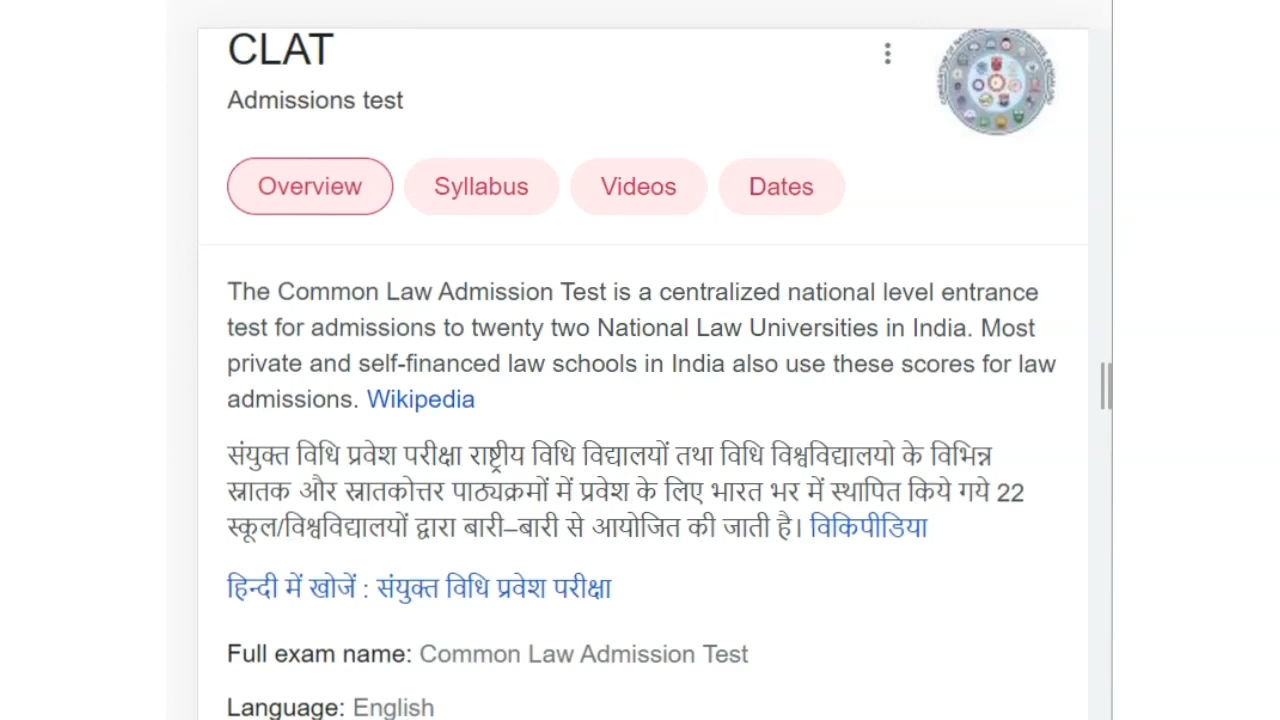 CLAT
Admissions test
Overview Syllabus Videos Dates
The Common Law Admission Test is a centralized national level entrance
test for admissions to twenty two National Law Universities in India. Most
private and self-financed law schools in India also use these scores for law
admissions. Wikipedia
संयुक्त विधि प्रवेश परीक्षा राष्ट्रीय विधि विद्यालयों तथा विधि विश्वविद्यालयो के विभिन्न
स्नातक और स्नातकोत्तर पाठ्यक्रमों में प्रवेश के लिए भारत भर में स्थापित किये गये 22
स्कूल/विश्वविद्यालयों द्वारा बारी–बारी से आयोजित की जाती है। विकिपीडिया
हिन्दी में खोजें : संयुक्त विधि प्रवेश परीक्षा
Full exam name: Common Law Admission Test
Language: English